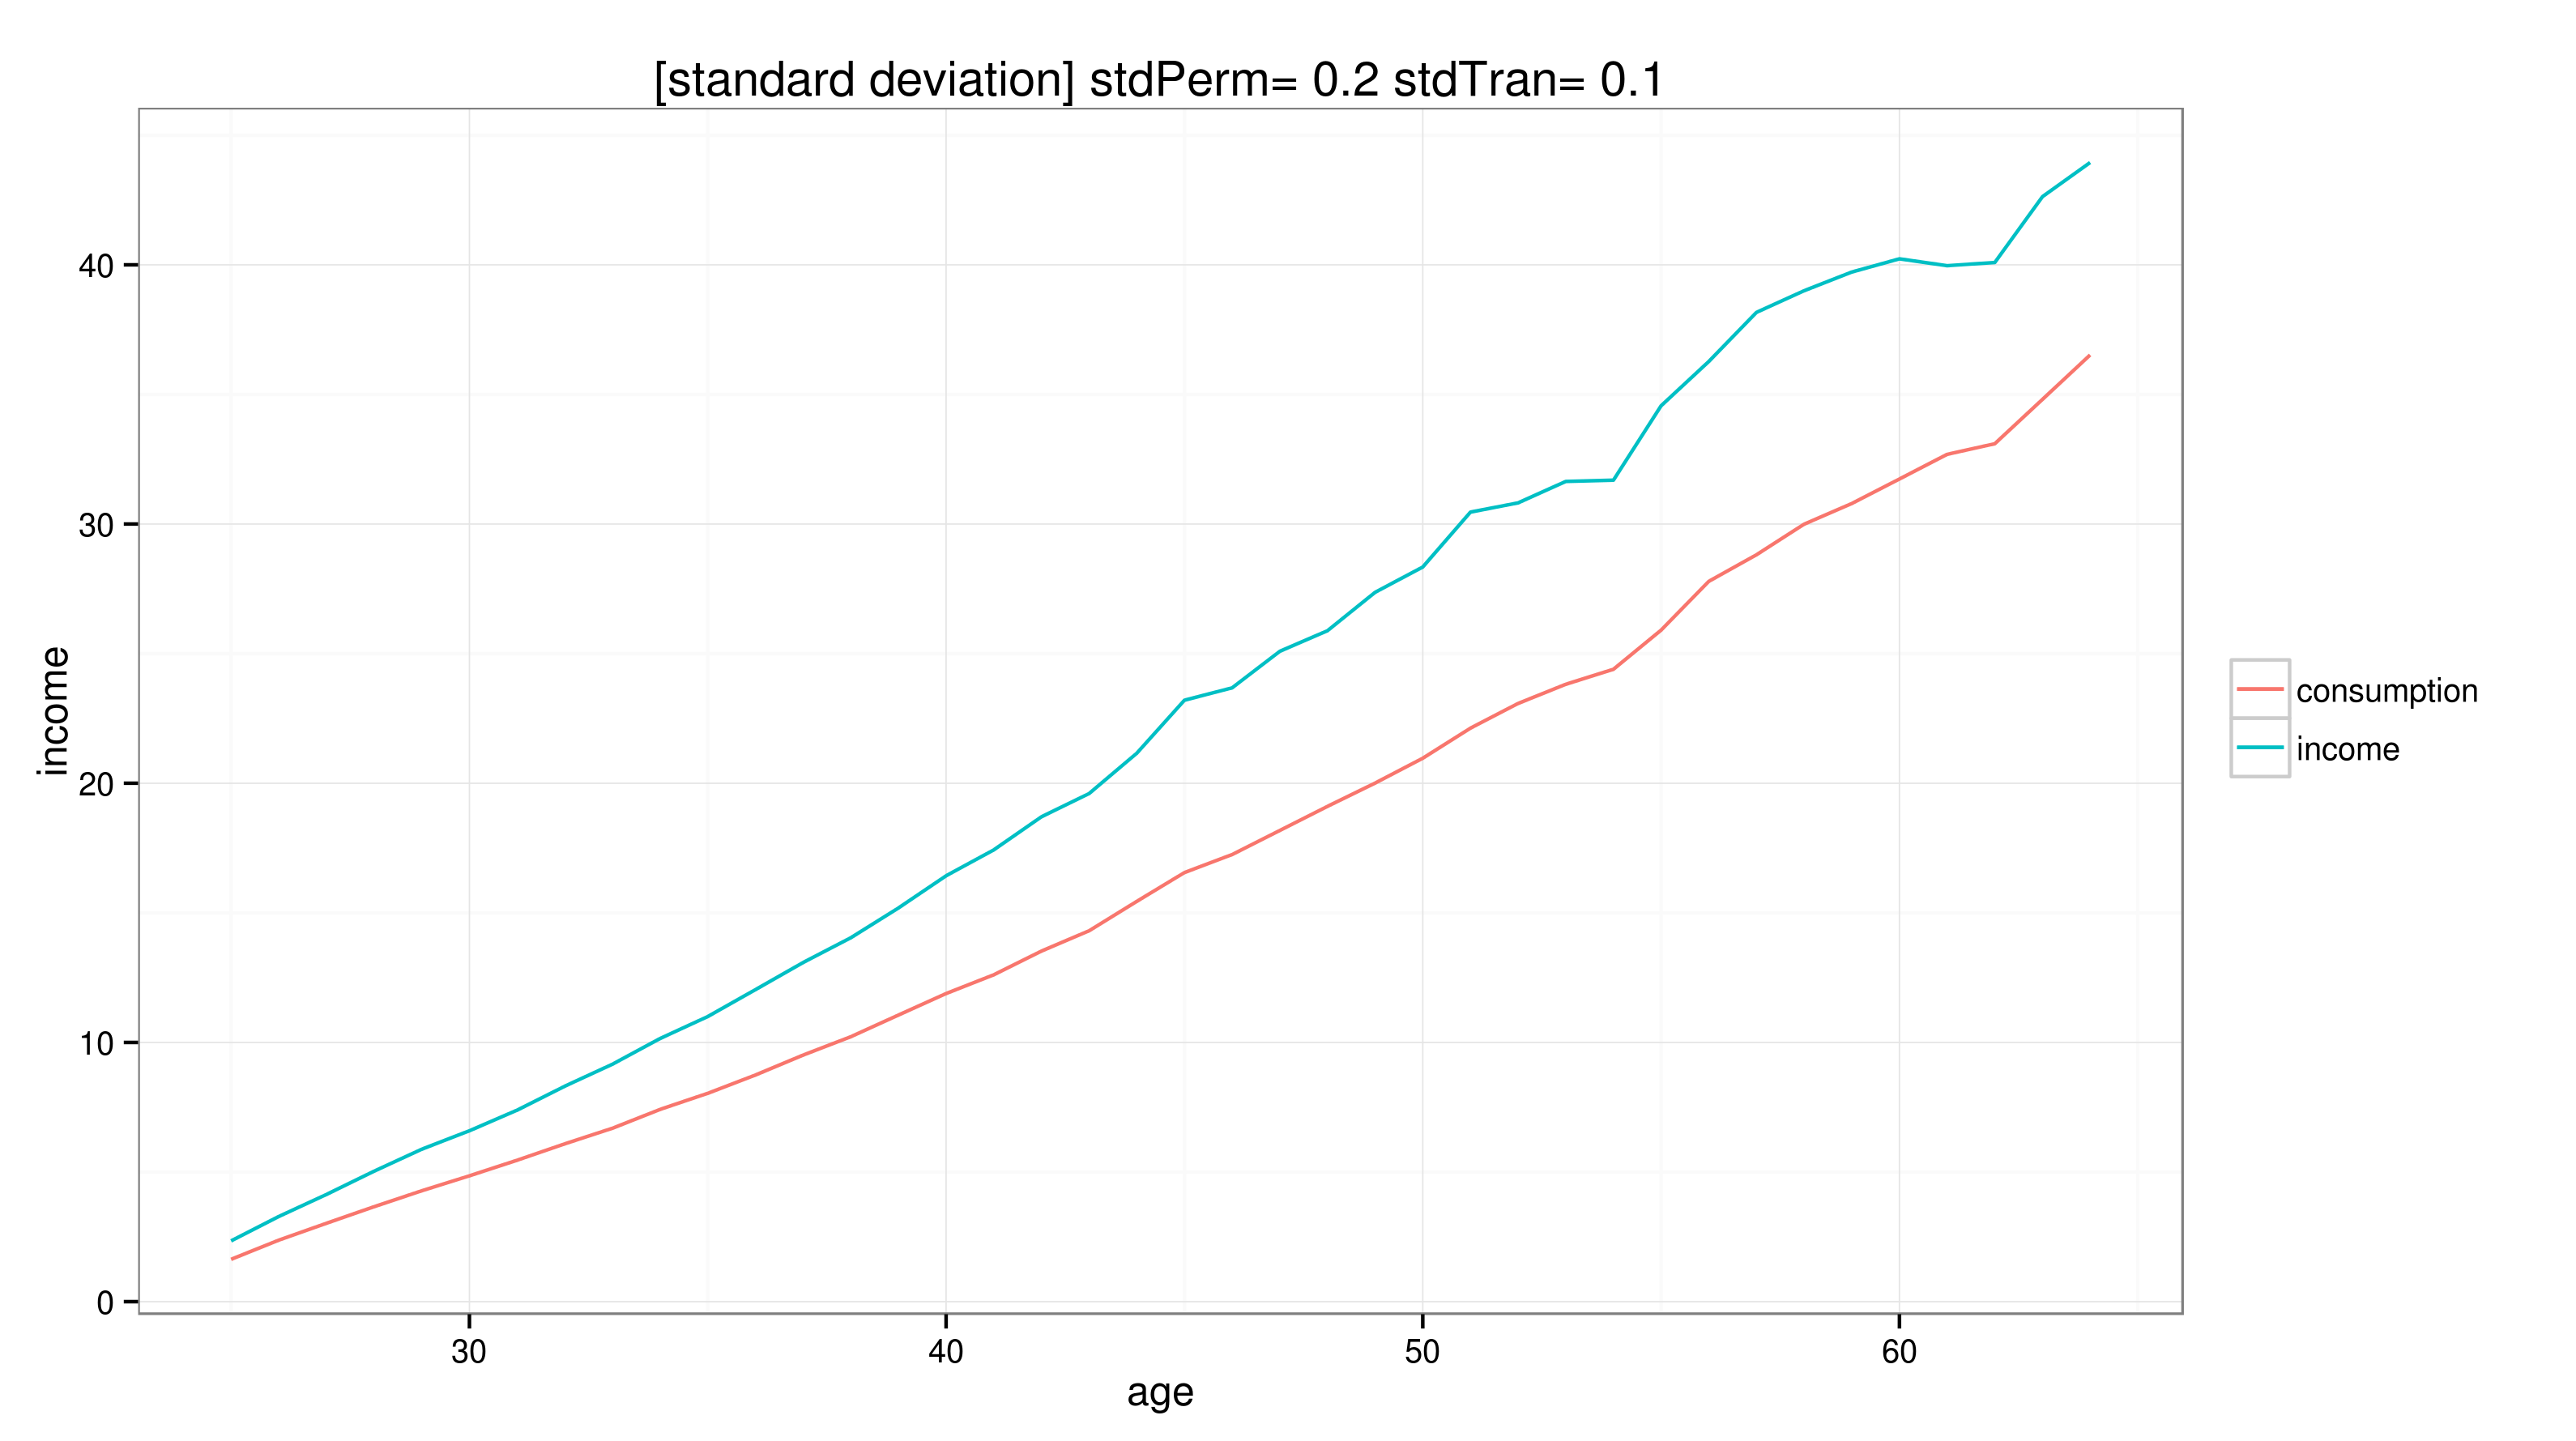 [standard deviation] stdPerm= 0.2 stdTran= 0.1
income
40
30
20
10
0
30 40 50 60
age
consumption
income